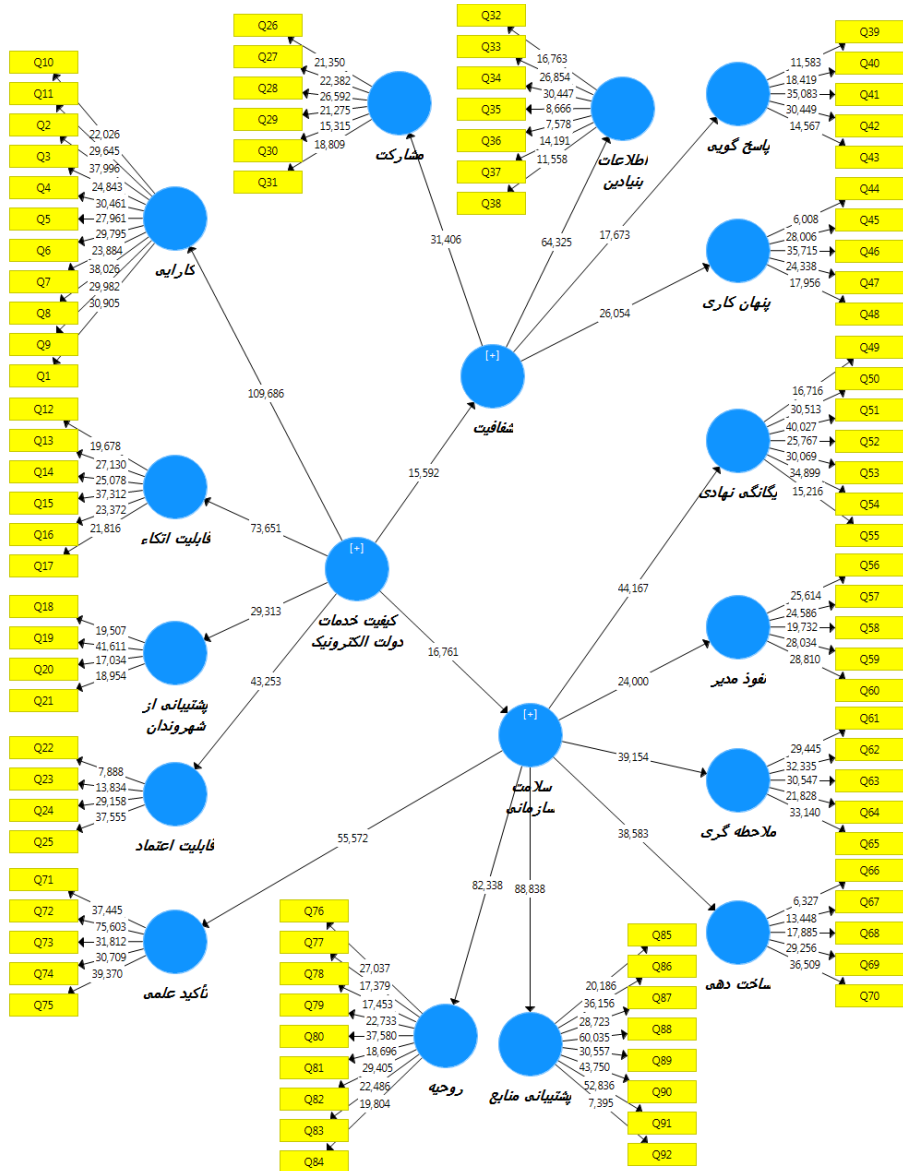 Q26
Q27
Q28
Q29
Q30
Q31
21,350
22,382
26,592
21,275
15,315
18,809
مشارکت
Q32
Q33
Q34
Q35
Q36
Q37
Q38
16,763
26,854
30,447
8,666
7,578
14,191
11,558
اطلاعات
بنیادین
Q39
Q40
Q41
Q42
Q43
11,583
18,419
35,083
30,449
14,567
پاسخ گویی
Q10
Q11
Q2
Q3
Q4
Q5
Q6
Q7
Q8
Q9
Q1
22,026
29,645
37,996
24,843
30,461
27,961
29,795
23,884
38,026
29,982
30,905
کارایی
31,406
64,325
17,673
26,054
Q44
Q45
Q46
Q47
Q48
6,008
28,006
35,715
24,338
17,956
پنهان کاری
[+]
شفافیت
109,686
15,592
Q49
Q50
Q51
Q52
Q53
Q54
Q55
16,716
30,513
40,027
25,767
30,069
34,899
15,216
یگانگی نهادی
Q12
Q13
Q14
Q15
Q16
Q17
19,678
27,130
25,078
37,312
23,372
21,816
قابلیت اتکاء
73,651
[+]
کیفیت خدمات
دولت الکترونیک
29,313
43,253
16,761
44,167
Q18
Q19
Q20
Q21
19,507
41,611
17,034
18,954
پشتیبانی از
شهروندان
Q56
Q57
Q58
Q59
Q60
25,614
24,586
19,732
28,034
28,810
نفوذ مدیر
24,000
Q22
Q23
Q24
Q25
7,888
13,834
29,158
37,555
قابلیت اعتماد
[+]
سلامت
سازمانی
39,154
38,583
55,572
82,338
88,838
Q61
Q62
Q63
Q64
Q65
29,445
32,335
30,547
21,828
33,140
ملاحظه گری
Q71
Q72
Q73
Q74
Q75
37,445
75,603
31,812
30,709
39,370
تأکید علمی
Q66
Q67
Q68
Q69
Q70
6,327
13,448
17,885
29,256
36,509
ساخت دهی
Q76
Q77
Q78
Q79
Q80
Q81
Q82
Q83
Q84
27,037
17,379
17,453
22,733
37,580
18,696
29,405
22,486
19,804
روحیه
Q85
Q86
Q87
Q88
Q89
Q90
Q91
Q92
20,186
36,156
28,723
60,035
30,557
43,750
52,836
7,395
پشتیبانی منابع